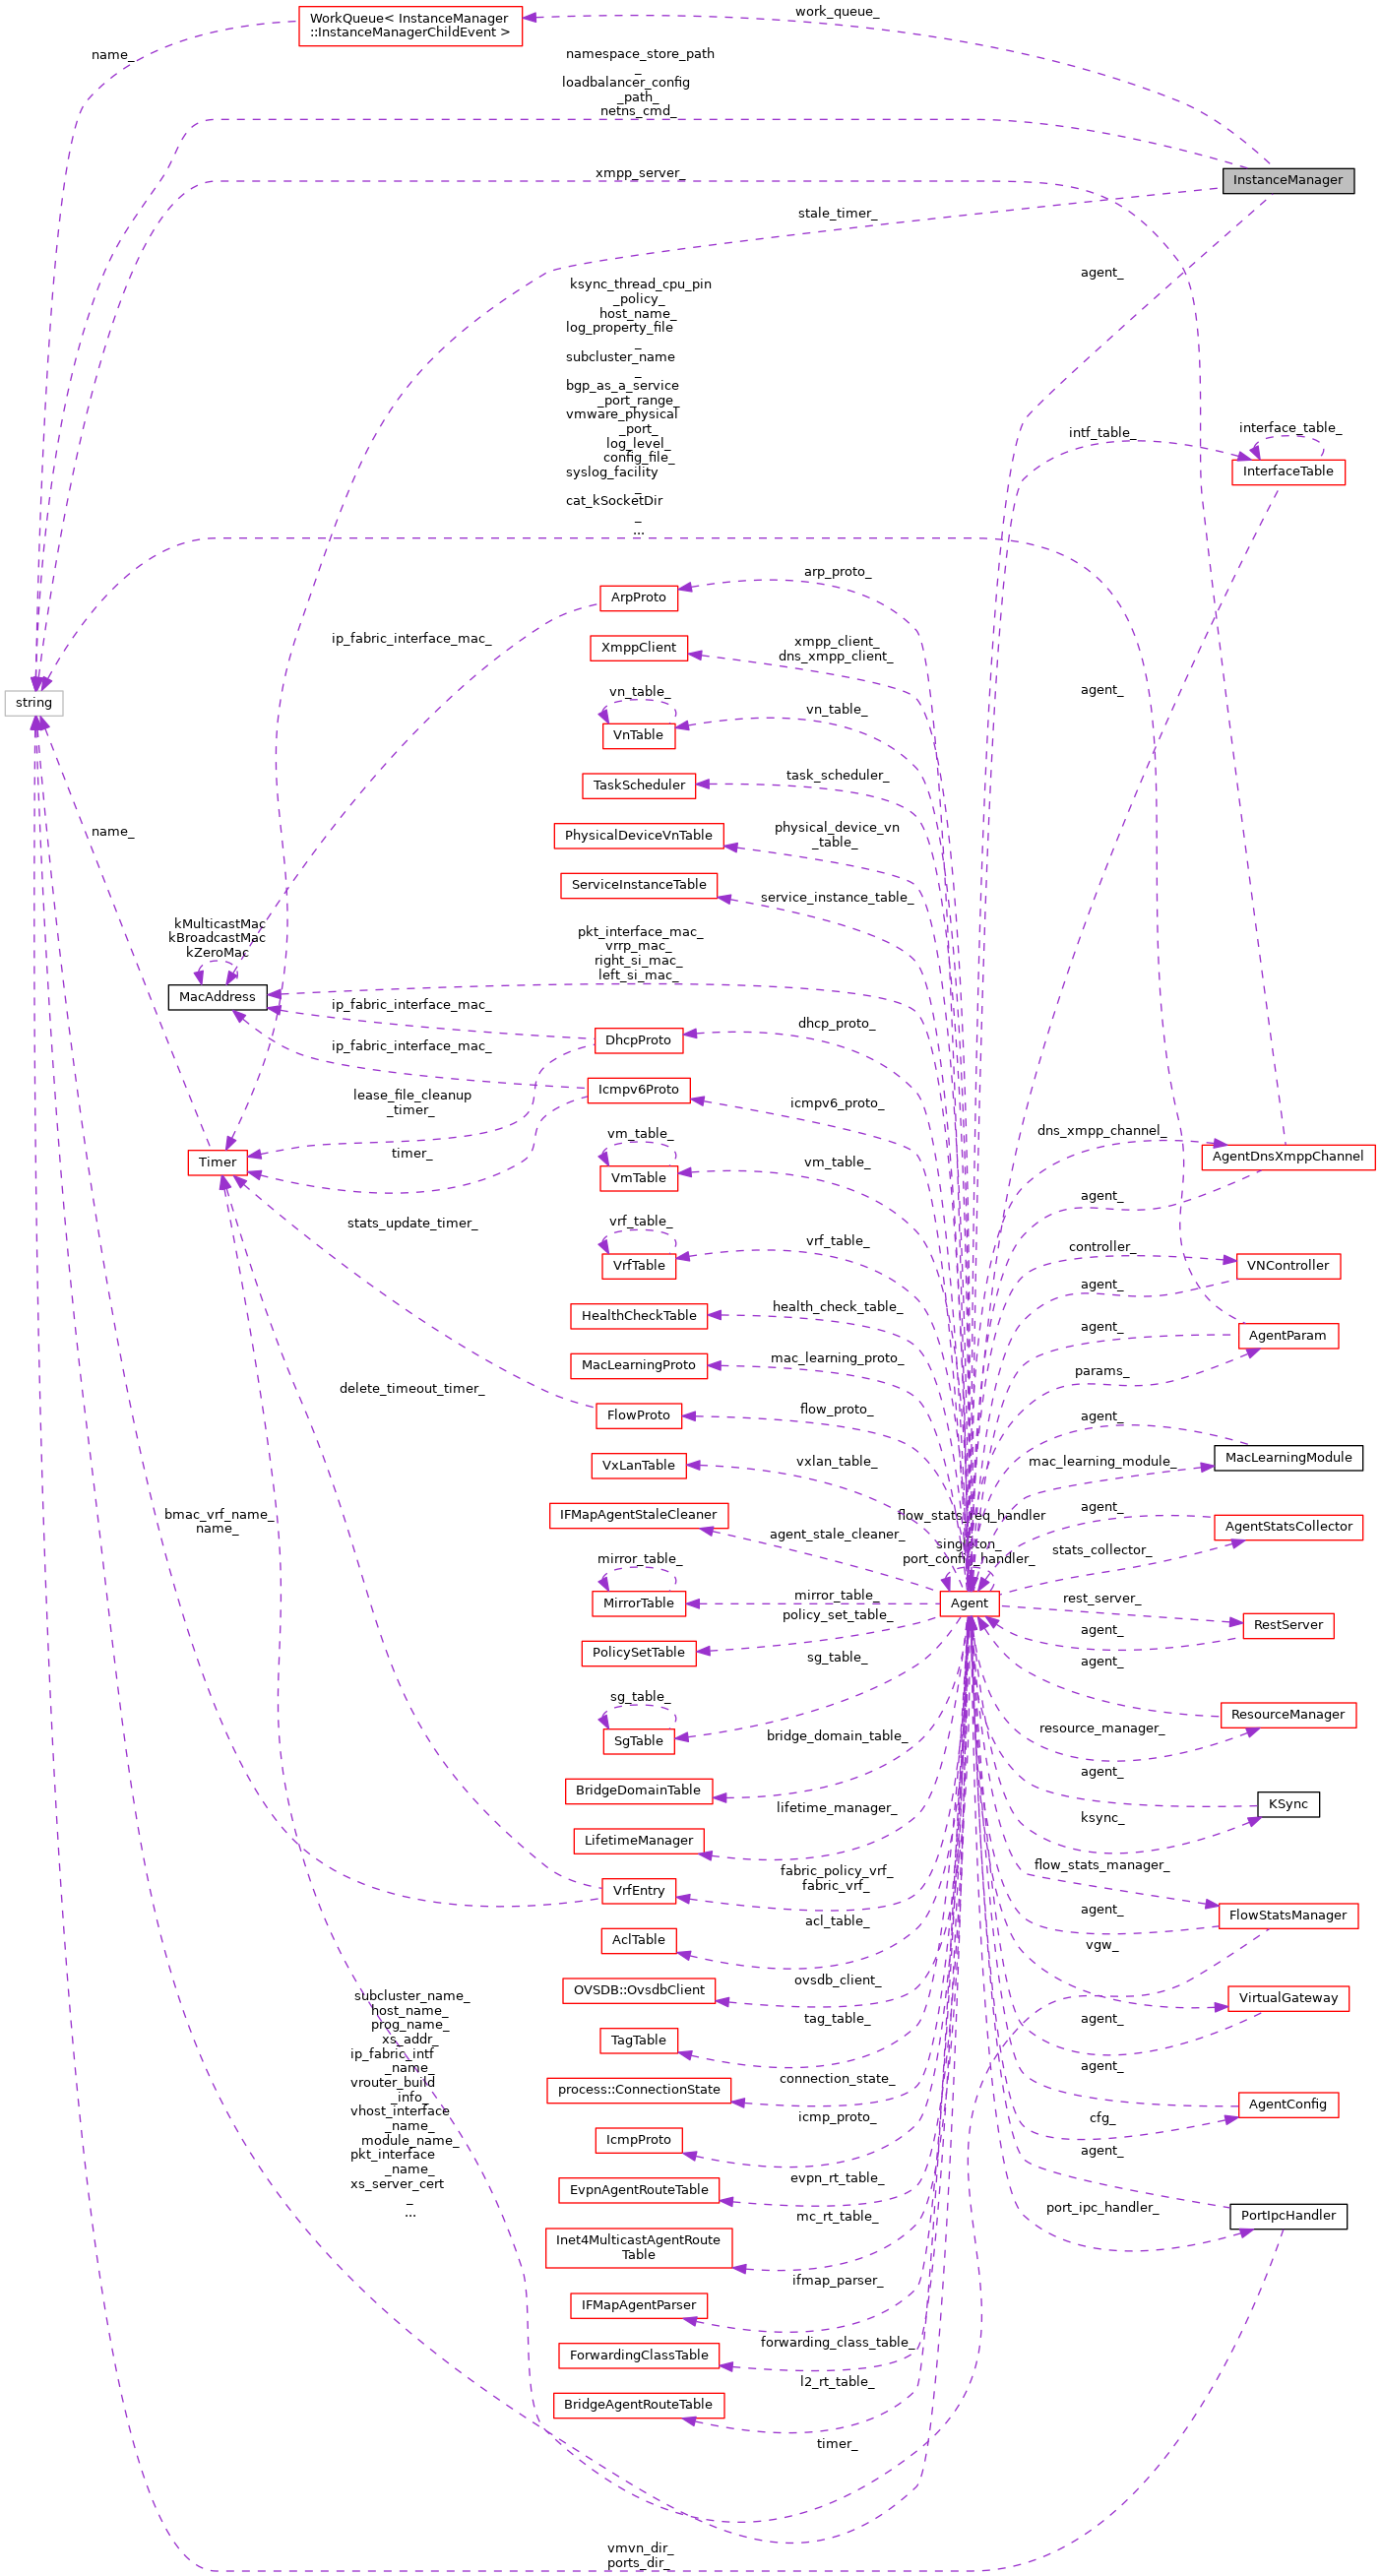 work_queue_
WorkQueue< InstanceManager
::InstanceManagerChildEvent >
name_
namespace_store_path
_
loadbalancer_config
_path_
netns_cmd_
xmpp_server_
InstanceManager
stale_timer_
agent_
ksync_thread_cpu_pin
_policy_
host_name_
log_property_file
_
subcluster_name
_
bgp_as_a_service
_port_range_
vmware_physical
_port_
log_level_
config_file_
syslog_facility
_
cat_kSocketDir
_
...
intf_table_
interface_table_
InterfaceTable
arp_proto_
ArpProto
ip_fabric_interface_mac_
xmpp_client_
dns_xmpp_client_
XmppClient
agent_
string
vn_table_
VnTable
vn_table_
task_scheduler_
TaskScheduler
name_
physical_device_vn
_table_
PhysicalDeviceVnTable
ServiceInstanceTable
service_instance_table_
kMulticastMac
kBroadcastMac
kZeroMac
MacAddress
pkt_interface_mac_
vrrp_mac_
right_si_mac_
left_si_mac_
ip_fabric_interface_mac_
dhcp_proto_
DhcpProto
ip_fabric_interface_mac_
Icmpv6Proto
icmpv6_proto_
lease_file_cleanup
_timer_
timer_
Timer
vm_table_
VmTable
vm_table_
dns_xmpp_channel_
AgentDnsXmppChannel
agent_
stats_update_timer_
vrf_table_
VrfTable
vrf_table_
controller_
VNController
agent_
HealthCheckTable
health_check_table_
agent_
AgentParam
params_
MacLearningProto
mac_learning_proto_
delete_timeout_timer_
FlowProto
flow_proto_
agent_
MacLearningModule
mac_learning_module_
VxLanTable
vxlan_table_
bmac_vrf_name_
name_
IFMapAgentStaleCleaner
agent_stale_cleaner_
flow_stats_req_handler
_
singleton_
port_config_handler_
Agent
agent_
AgentStatsCollector
stats_collector_
mirror_table_
MirrorTable
mirror_table_
rest_server_
RestServer
agent_
PolicySetTable
policy_set_table_
agent_
sg_table_
SgTable
sg_table_
ResourceManager
resource_manager_
BridgeDomainTable
bridge_domain_table_
agent_
KSync
ksync_
LifetimeManager
lifetime_manager_
VrfEntry
fabric_policy_vrf_
fabric_vrf_
flow_stats_manager_
FlowStatsManager
agent_
AclTable
acl_table_
vgw_
OVSDB::OvsdbClient
ovsdb_client_
VirtualGateway
agent_
TagTable
tag_table_
subcluster_name_
host_name_
prog_name_
xs_addr_
ip_fabric_intf
_name_
vrouter_build
_info_
vhost_interface
_name_
module_name_
pkt_interface
_name_
xs_server_cert
_
...
process::ConnectionState
connection_state_
agent_
AgentConfig
cfg_
IcmpProto
icmp_proto_
agent_
EvpnAgentRouteTable
evpn_rt_table_
PortIpcHandler
port_ipc_handler_
Inet4MulticastAgentRoute
Table
mc_rt_table_
IFMapAgentParser
ifmap_parser_
ForwardingClassTable
forwarding_class_table_
BridgeAgentRouteTable
l2_rt_table_
timer_
vmvn_dir_
ports_dir_